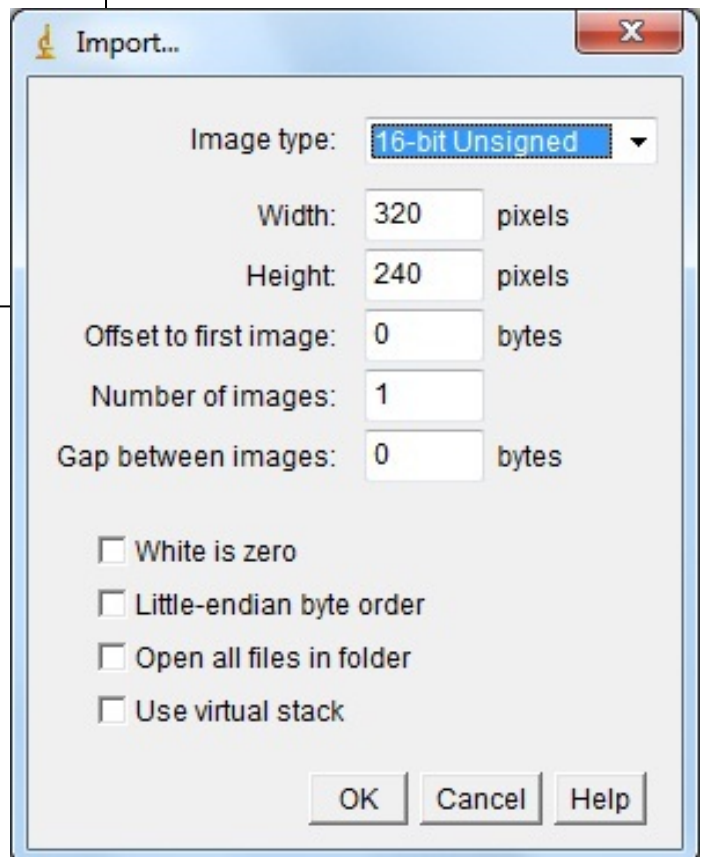 Import...
Image type: 16-bit Unsigned
Width: 320 pixels
Height: 240 pixels
Offset to first image: 0 bytes
Number of images: 1
Gap between images: 0 bytes
White is zero
Little-endian byte order
Open all files in folder
Use virtual stack
OK Cancel Help